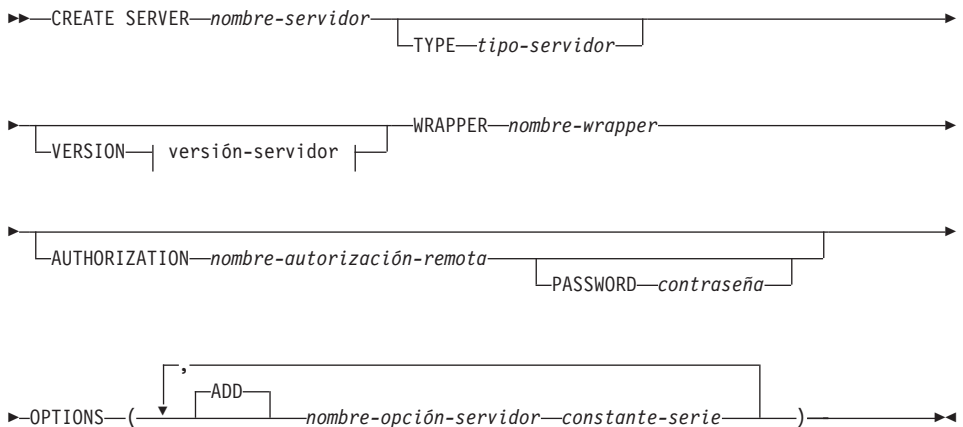 CREATE SERVER nombre-servidor
TYPE tipo-servidor
WRAPPER nombre-wrapper
VERSION versión-servidor
AUTHORIZATION nombre-autorización-remota
PASSWORD contraseña
,
ADD
OPTIONS ( nombre-opción-servidor constante-serie )